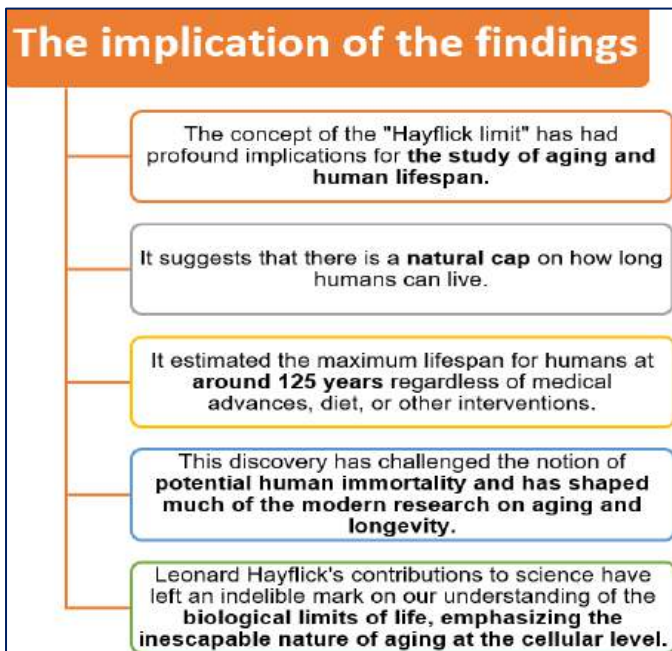 The implication of the findings
The concept of the "Hayflick limit" has had
profound implications for the study of aging and
human lifespan.
It suggests that there is a natural cap on how long
humans can live.
It estimated the maximum lifespan for humans at
around 125 years regardless of medical
advances, diet, or other interventions.
This discovery has challenged the notion of
potential human immortality and has shaped
much of the modern research on aging and
longevity.
Leonard Hayflick's contributions to science have
left an indelible mark on our understanding of the
biological limits of life, emphasizing the
inescapable nature of aging at the cellular level.